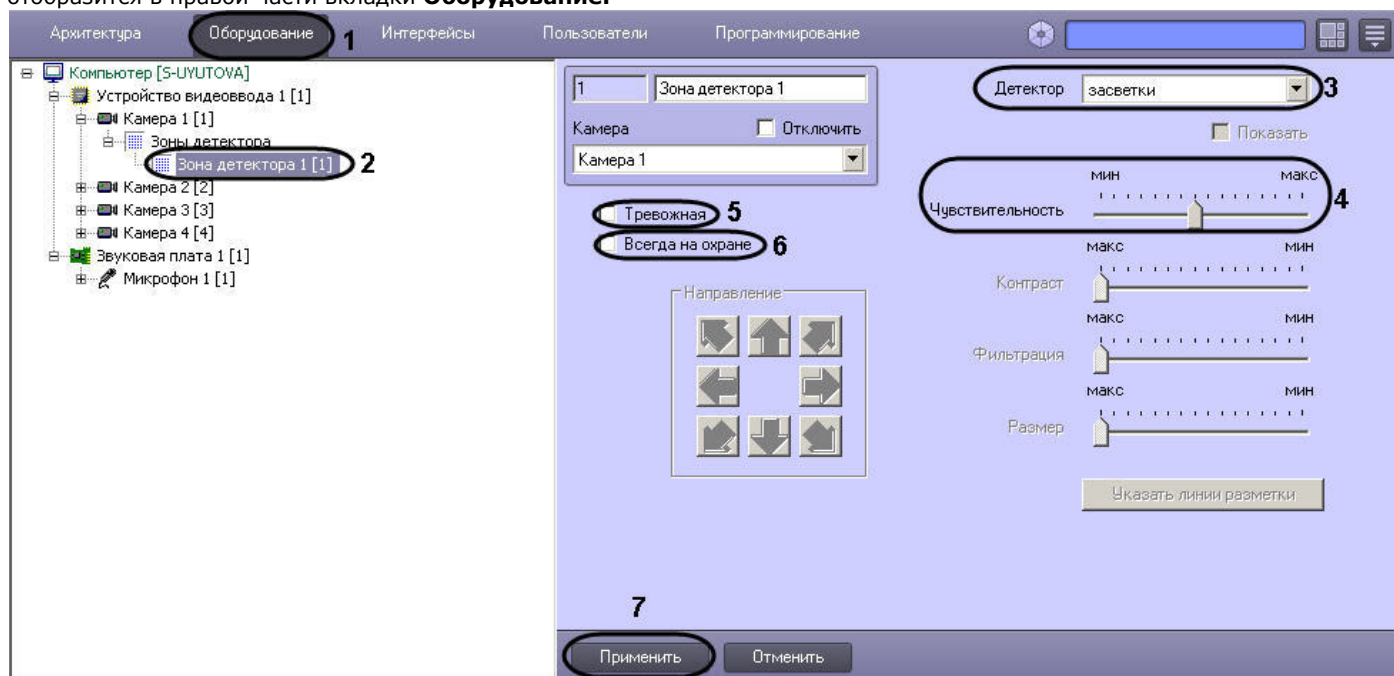 отобразится в правой части вкладки Оборудование.
Архитектура Оборудование 1 Интерфейсы Пользователи Программирование
Компьютер [S-UYUTOVA]
Устройство видеоввода 1 [1]
Камера 1 [1]
Зоны детектора
Зона детектора 1 [1] 2
Камера 2 [2]
Камера 3 [3]
Камера 4 [4]
Звуковая плата 1 [1]
Микрофон 1 [1]
1 Зона детектора 1
Камера Отключить
Камера 1
Тревожная 5
Всегда на охране 6
Направление
Детектор засветки 3
Показать
мин макс
Чувствительность 4
макс мин
Контраст
макс мин
Фильтрация
макс мин
Размер
Указать линии разметки
7
Применить Отменить